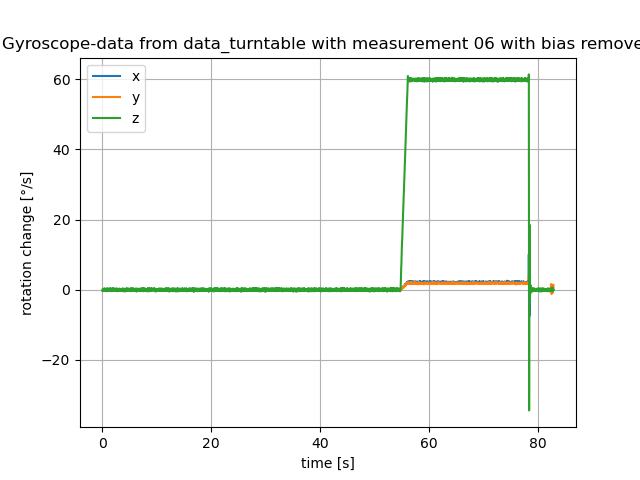 Gyroscope-data from data_turntable with measurement 06 with bias remove
x
y
z
60
40
20
0
−20
rotation change [°/s]
0 20 40 60 80
time [s]